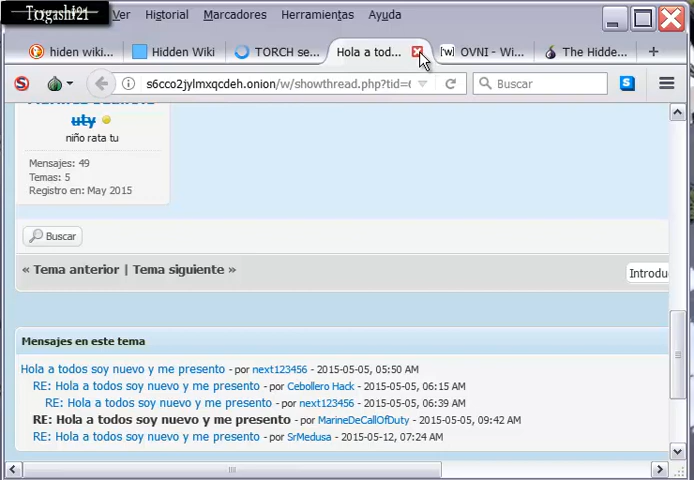 Togashi21
Ver Historial Marcadores Herramientas Ayuda
hiden wiki... Hidden Wiki TORCH se... Hola a tod... OVNI - Wi... The Hidde...
s6cco2jylmxqcdeh.onion/w/showthread.php?tid=6 Buscar
uty
niño rata tu
Mensajes: 49
Temas: 5
Registro en: May 2015
Buscar
« Tema anterior | Tema siguiente »
Introdu
Mensajes en este tema
Hola a todos soy nuevo y me presento - por next123456 - 2015-05-05, 05:50 AM
RE: Hola a todos soy nuevo y me presento - por Cebollero Hack - 2015-05-05, 06:15 AM
RE: Hola a todos soy nuevo y me presento - por next123456 - 2015-05-05, 06:39 AM
RE: Hola a todos soy nuevo y me presento - por MarineDeCallOfDuty - 2015-05-05, 09:42 AM
RE: Hola a todos soy nuevo y me presento - por SrMedusa - 2015-05-12, 07:24 AM